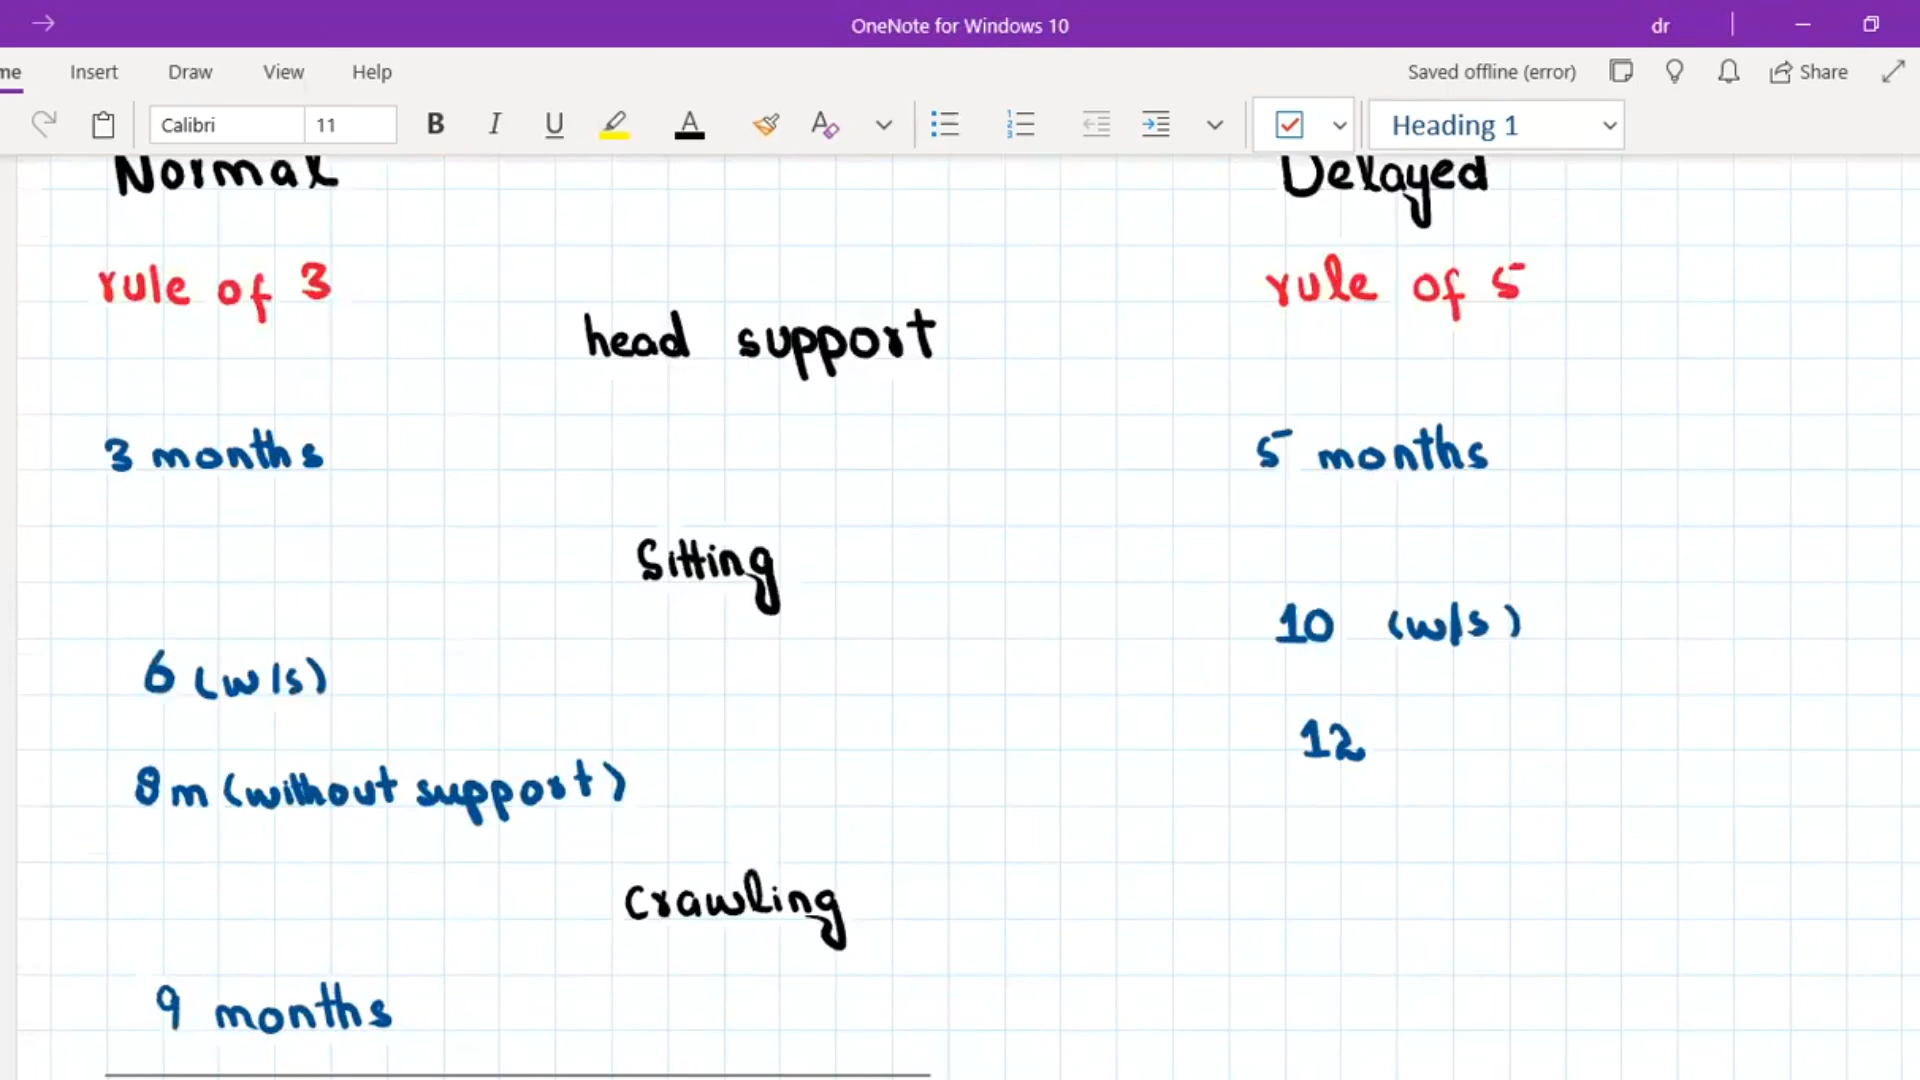 OneNote for Windows 10 dr
me Insert Draw View Help Saved offline (error) Share
Calibri 11 B I U A Heading 1
Normal Delayed
rule of 3 rule of 5
head support
3 months 5 months
Sitting
10 (w/s)
6 (w/s)
12
8m (without support)
Crawling
9 months